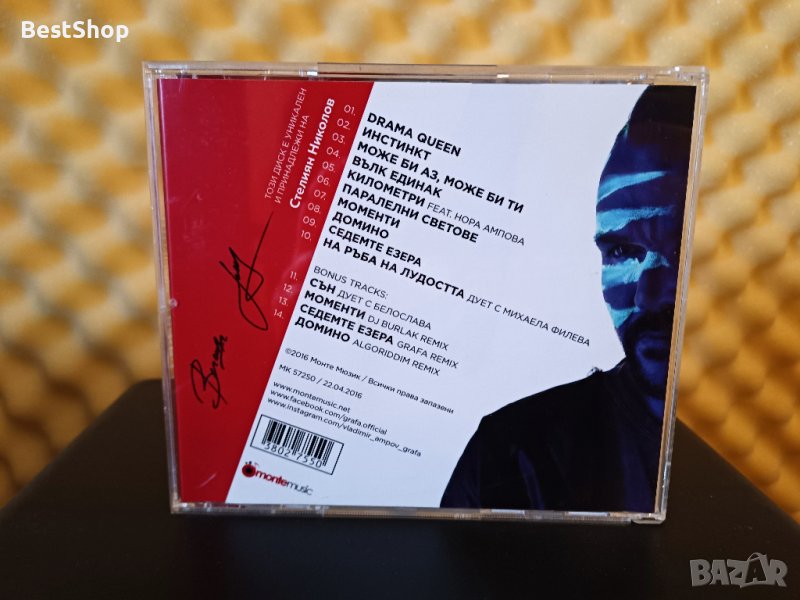 BestShop
ТОЗИ ДИСК Е УНИКАЛЕН
И ПРИНАДЛЕЖИ НА
Стелиян Николов
01. DRAMA QUEEN
02. ИНСТИНКТ
03. МОЖЕ БИ АЗ, МОЖЕ БИ ТИ
04. ВЪЛК ЕДИНАК
05. КИЛОМЕТРИ FEAT. НОРА АМПОВА
06. ПАРАЛЕЛНИ СВЕТОВЕ
07. МОМЕНТИ
08. ДОМИНО
09. СЕДЕМТЕ ЕЗЕРА
10. НА РЪБА НА ЛУДОСТТА ДУЕТ С МИХАЕЛА ФИЛЕВА
BONUS TRACKS:
11. СЪН ДУЕТ С БЕЛОСЛАВА
12. МОМЕНТИ DJ BURLAK REMIX
13. СЕДЕМТЕ ЕЗЕРА GRAFA REMIX
14. ДОМИНО ALGORIDDIM REMIX
©2016 Монте Мюзик / Всички права запазени
МК 57250 / 22.04.2016
www.montemusic.net
www.facebook.com/grafa.official
www.instagram.com/vladimir_ampov_grafa
58027550
montemusic
BAZAR